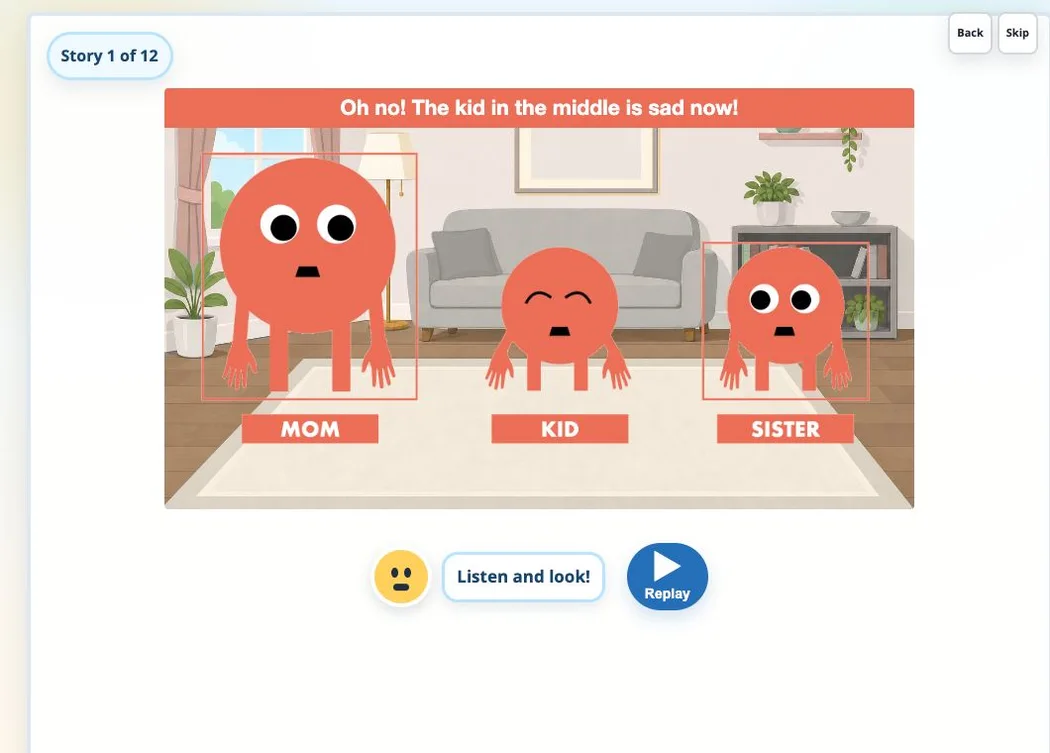 Story 1 of 12
Back
Skip
Oh no! The kid in the middle is sad now!
MOM
KID
SISTER
Listen and look!
Replay